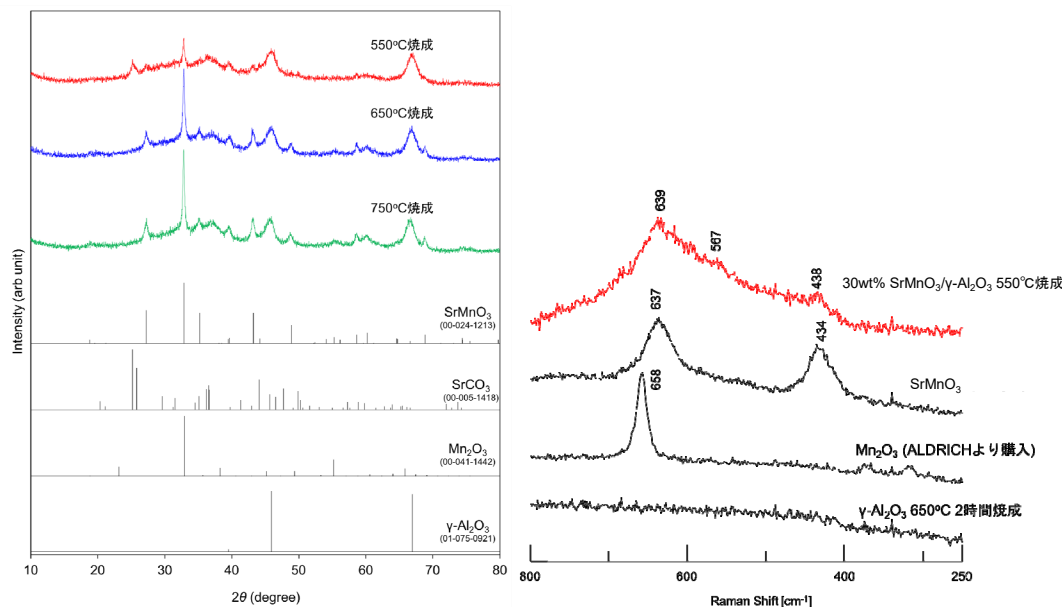 Intensity (arb unit)
550℃焼成
650℃焼成
750℃焼成
SrMnO₃
(00-024-1213)
SrCO₃
(00-005-1418)
Mn₂O₃
(00-041-1442)
γ-Al₂O₃
(01-075-0921)
10 20 30 40 50 60 70 80
2θ (degree)
639
567
438
30wt% SrMnO₃/γ-Al₂O₃ 550℃焼成
637
434
SrMnO₃
658
Mn₂O₃ (ALDRICHより購入)
γ-Al₂O₃ 650℃ 2時間焼成
800 600 400 250
Raman Shift [cm⁻¹]